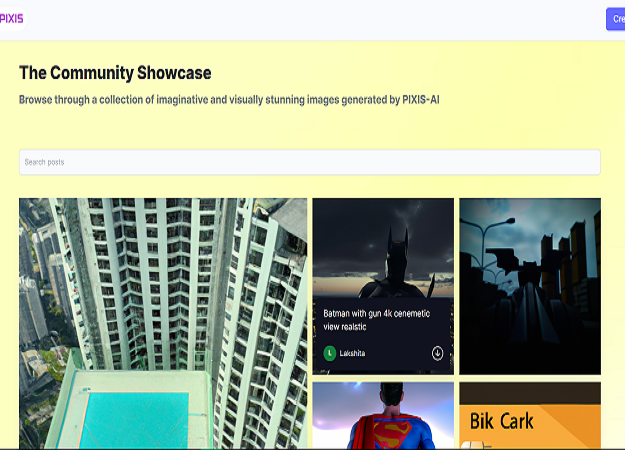 PIXIS
Cre
The Community Showcase
Browse through a collection of imaginative and visually stunning images generated by PIXIS-AI
Search posts
Batman with gun 4k cenemetic
view realstic
L
Lakshita
Bik Cark